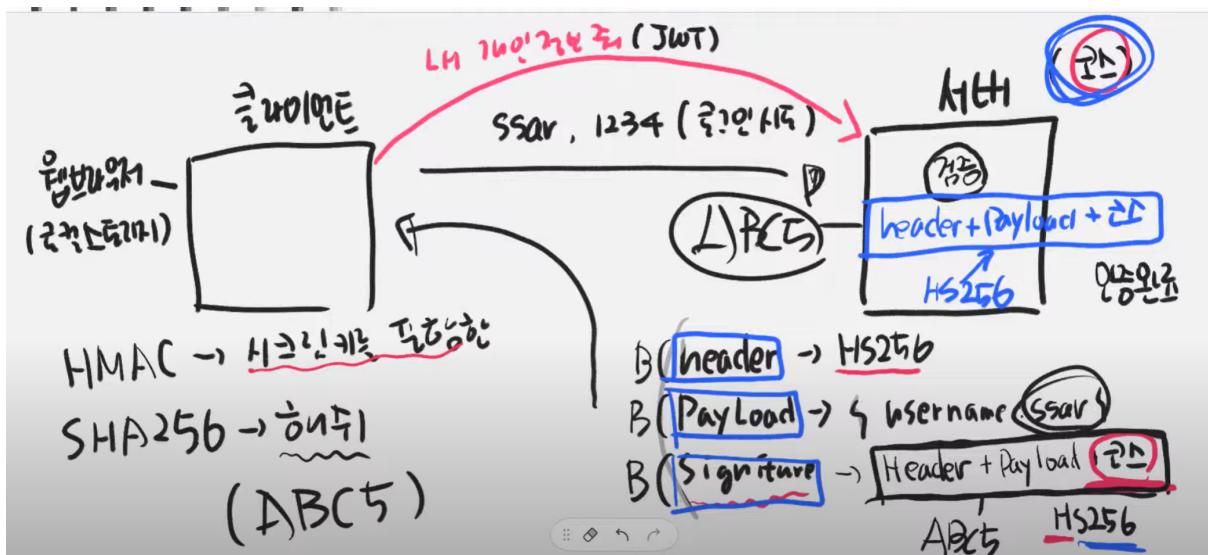 내 개인정보 줘 (JWT)
(코스)
클라이언트
서버
ssar, 1234 (로그인 시도)
웹브라우저
(로컬스토리지)
검증
ABC5
header + Payload + 코스
HS256
인증완료
HMAC → 시크릿키를 포함한
B(header) → HS256
SHA256 → 해쉬
B(PayLoad) → { username: ssar }
B(Signiture) → Header + Payload 코스
(ABC5)
ABC5
HS256